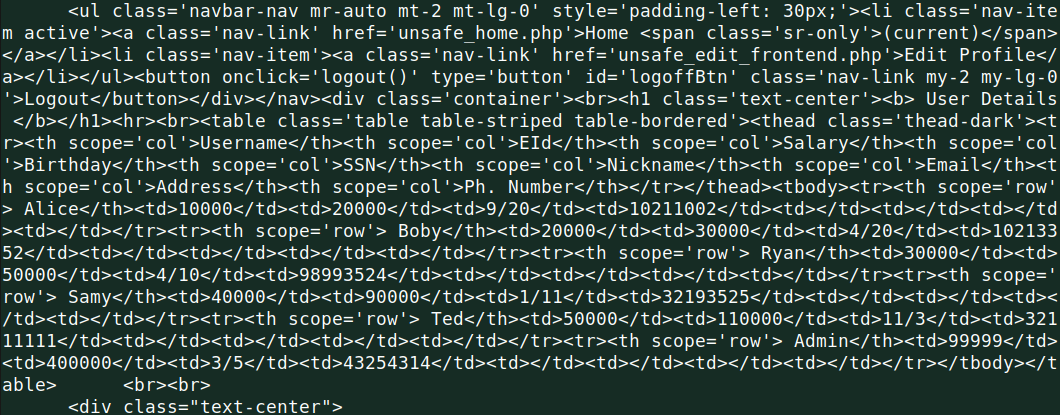 <ul class='navbar-nav mr-auto mt-2 mt-lg-0' style='padding-left: 30px;'><li class='nav-ite
m active'><a class='nav-link' href='unsafe_home.php'>Home <span class='sr-only'>(current)</span>
</a></li><li class='nav-item'><a class='nav-link' href='unsafe_edit_frontend.php'>Edit Profile</
a></li></ul><button onclick='logout()' type='button' id='logoffBtn' class='nav-link my-2 my-lg-0
'>Logout</button></div></nav><div class='container'><br><h1 class='text-center'><b> User Details
 </b></h1><hr><br><table class='table table-striped table-bordered'><thead class='thead-dark'><t
r><th scope='col'>Username</th><th scope='col'>EId</th><th scope='col'>Salary</th><th scope='col
'>Birthday</th><th scope='col'>SSN</th><th scope='col'>Nickname</th><th scope='col'>Email</th><t
h scope='col'>Address</th><th scope='col'>Ph. Number</th></tr></thead><tbody><tr><th scope='row'
> Alice</th><td>10000</td><td>20000</td><td>9/20</td><td>10211002</td><td></td><td></td><td></td
><td></td></tr><tr><th scope='row'> Boby</th><td>20000</td><td>30000</td><td>4/20</td><td>102133
52</td><td></td><td></td><td></td><td></td></tr><tr><th scope='row'> Ryan</th><td>30000</td><td>
50000</td><td>4/10</td><td>98993524</td><td></td><td></td><td></td><td></td></tr><tr><th scope='
row'> Samy</th><td>40000</td><td>90000</td><td>1/11</td><td>32193525</td><td></td><td></td><td><
/td><td></td></tr><tr><th scope='row'> Ted</th><td>50000</td><td>110000</td><td>11/3</td><td>321
11111</td><td></td><td></td><td></td><td></td></tr><tr><th scope='row'> Admin</th><td>99999</td>
<td>400000</td><td>3/5</td><td>43254314</td><td></td><td></td><td></td><td></td></tr></tbody></t
able>      <br><br>
<div class="text-center">